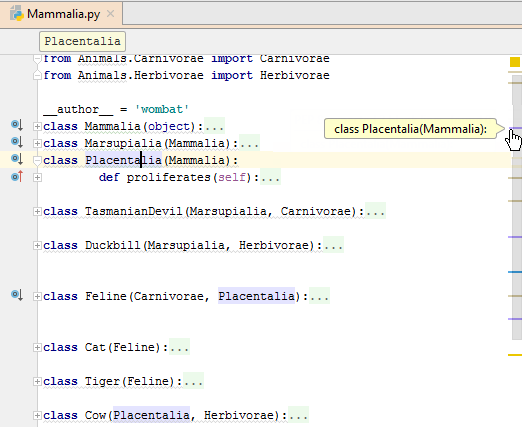 Mammalia.py ×
Placentalia
from Animals.Carnivorae import Carnivorae
from Animals.Herbivorae import Herbivorae
__author__ = 'wombat'
class Mammalia(object):...
class Placentalia(Mammalia):
class Marsupialia(Mammalia):...
class Placentalia(Mammalia):
def proliferates(self):...
class TasmanianDevil(Marsupialia, Carnivorae):...
class Duckbill(Marsupialia, Herbivorae):...
class Feline(Carnivorae, Placentalia):...
class Cat(Feline):...
class Tiger(Feline):...
class Cow(Placentalia, Herbivorae):...